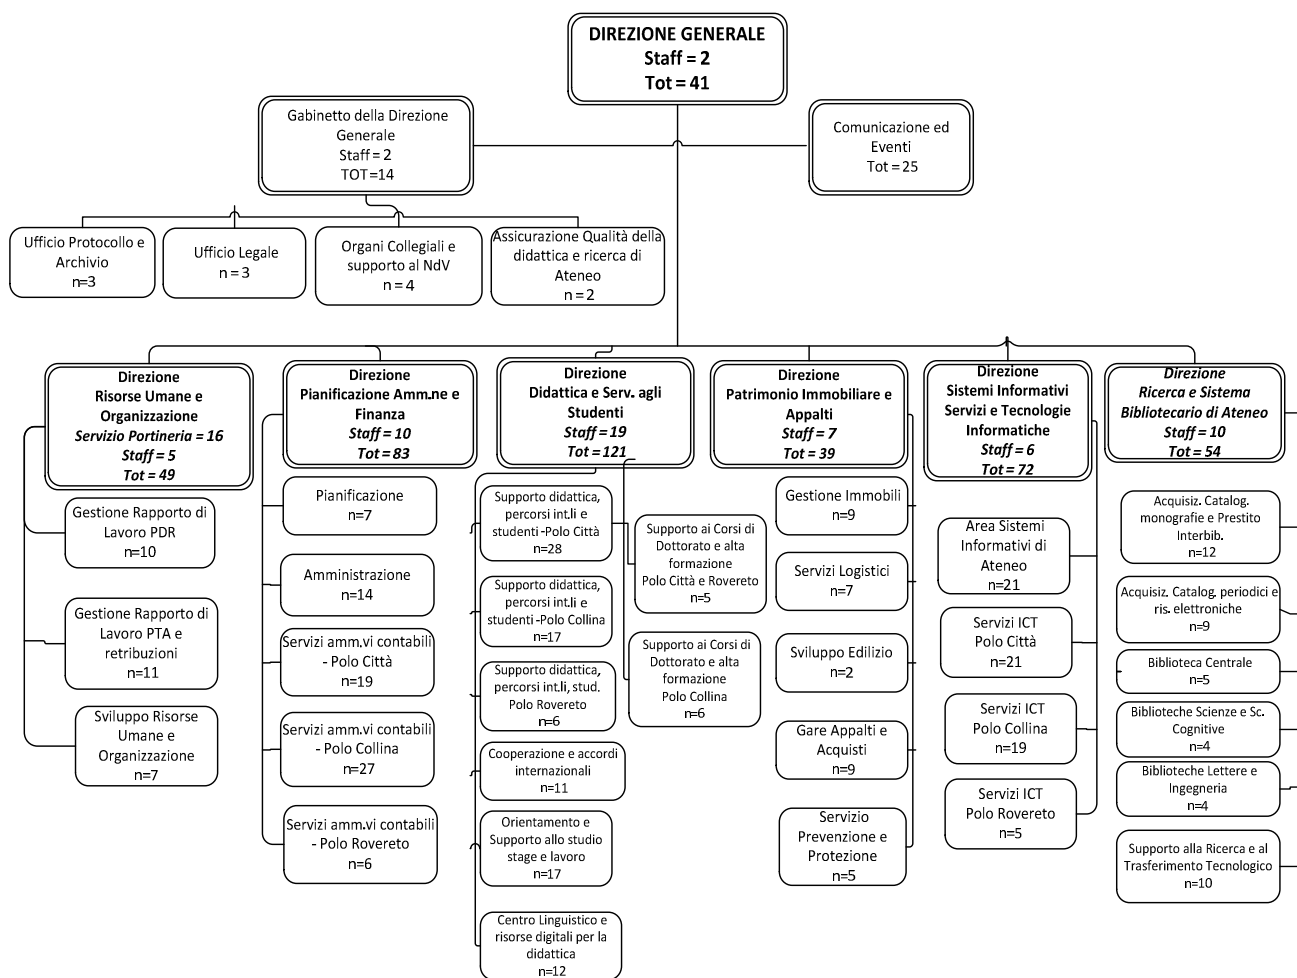 DIREZIONE GENERALE
Staff = 2
Tot = 41
Gabinetto della Direzione
Generale
Staff = 2
TOT =14
Comunicazione ed
Eventi
Tot = 25
Ufficio Protocollo e
Archivio
n=3
Ufficio Legale
n = 3
Organi Collegiali e
supporto al NdV
n = 4
Assicurazione Qualità della
didattica e ricerca di
Ateneo
n = 2
Direzione
Risorse Umane e
Organizzazione
Servizio Portineria = 16
Staff = 5
Tot = 49
Gestione Rapporto di
Lavoro PDR
n=10
Gestione Rapporto di
Lavoro PTA e
retribuzioni
n=11
Sviluppo Risorse
Umane e
Organizzazione
n=7
Direzione
Pianificazione Amm.ne e
Finanza
Staff = 10
Tot = 83
Pianificazione
n=7
Amministrazione
n=14
Servizi amm.vi contabili
- Polo Città
n=19
Servizi amm.vi contabili
- Polo Collina
n=27
Servizi amm.vi contabili
- Polo Rovereto
n=6
Direzione
Didattica e Serv. agli
Studenti
Staff = 19
Tot = 121
Supporto didattica,
percorsi int.li e
studenti -Polo Città
n=28
Supporto didattica,
percorsi int.li e
studenti -Polo Collina
n=17
Supporto didattica,
percorsi int.li, stud.
Polo Rovereto
n=6
Cooperazione e accordi
internazionali
n=11
Orientamento e
Supporto allo studio
stage e lavoro
n=17
Centro Linguistico e
risorse digitali per la
didattica
n=12
Supporto ai Corsi di
Dottorato e alta
formazione
Polo Città e Rovereto
n=5
Supporto ai Corsi di
Dottorato e alta
formazione
Polo Collina
n=6
Direzione
Patrimonio Immobiliare e
Appalti
Staff = 7
Tot = 39
Gestione Immobili
n=9
Servizi Logistici
n=7
Sviluppo Edilizio
n=2
Gare Appalti e
Acquisti
n=9
Servizio
Prevenzione e
Protezione
n=5
Direzione
Sistemi Informativi
Servizi e Tecnologie
Informatiche
Staff = 6
Tot = 72
Area Sistemi
Informativi di
Ateneo
n=21
Servizi ICT
Polo Città
n=21
Servizi ICT
Polo Collina
n=19
Servizi ICT
Polo Rovereto
n=5
Direzione
Ricerca e Sistema
Bibliotecario di Ateneo
Staff = 10
Tot = 54
Acquisiz. Catalog.
monografie e Prestito
Interbib.
n=12
Acquisiz. Catalog. periodici e
ris. elettroniche
n=9
Biblioteca Centrale
n=5
Biblioteche Scienze e Sc.
Cognitive
n=4
Biblioteche Lettere e
Ingegneria
n=4
Supporto alla Ricerca e al
Trasferimento Tecnologico
n=10